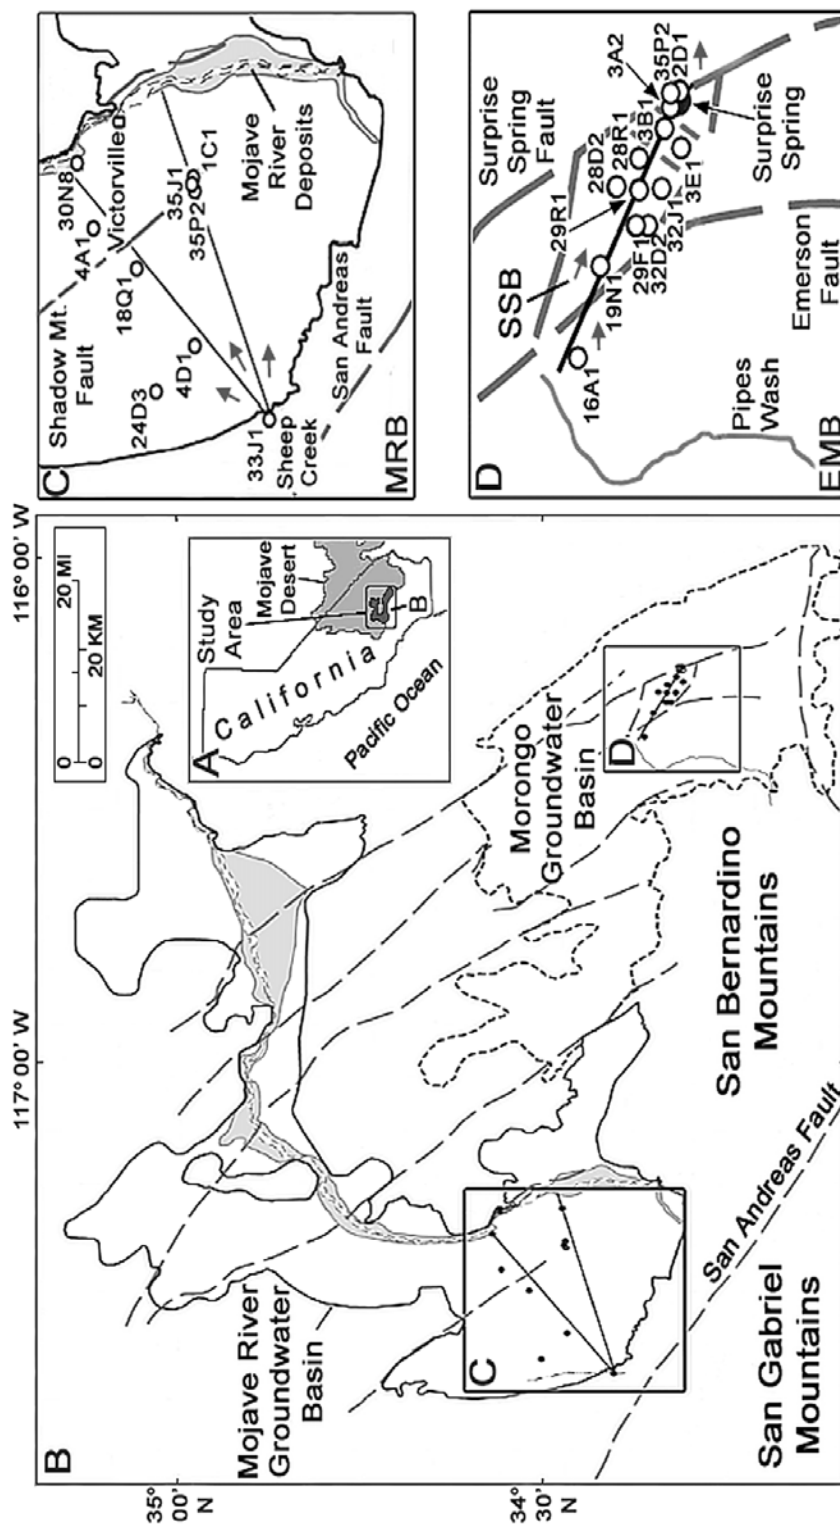 B
117° 00' W
116° 00' W
35°
00'
N
34°
30'
N
0
20 MI
0
20 KM
Mojave River
Groundwater
Basin
Morongo
Groundwater
Basin
San Bernardino
Mountains
San Gabriel
Mountains
San Andreas Fault
C
D
A
Study
Area
Mojave
Desert
California
Pacific Ocean
B
C
Shadow Mt.
Fault
30N8
4A1
Victorville
18Q1
24D3
4D1
35J1
35P2
1C1
33J1
Sheep
Creek
San Andreas
Fault
Mojave
River
Deposits
MRB
D
Surprise
Spring
Fault
SSB
3A2
35P2
2D1
28D2
28R1
3B1
29R1
19N1
29F1
32D2
32J1
3E1
16A1
Surprise
Spring
Emerson
Fault
Pipes
Wash
EMB